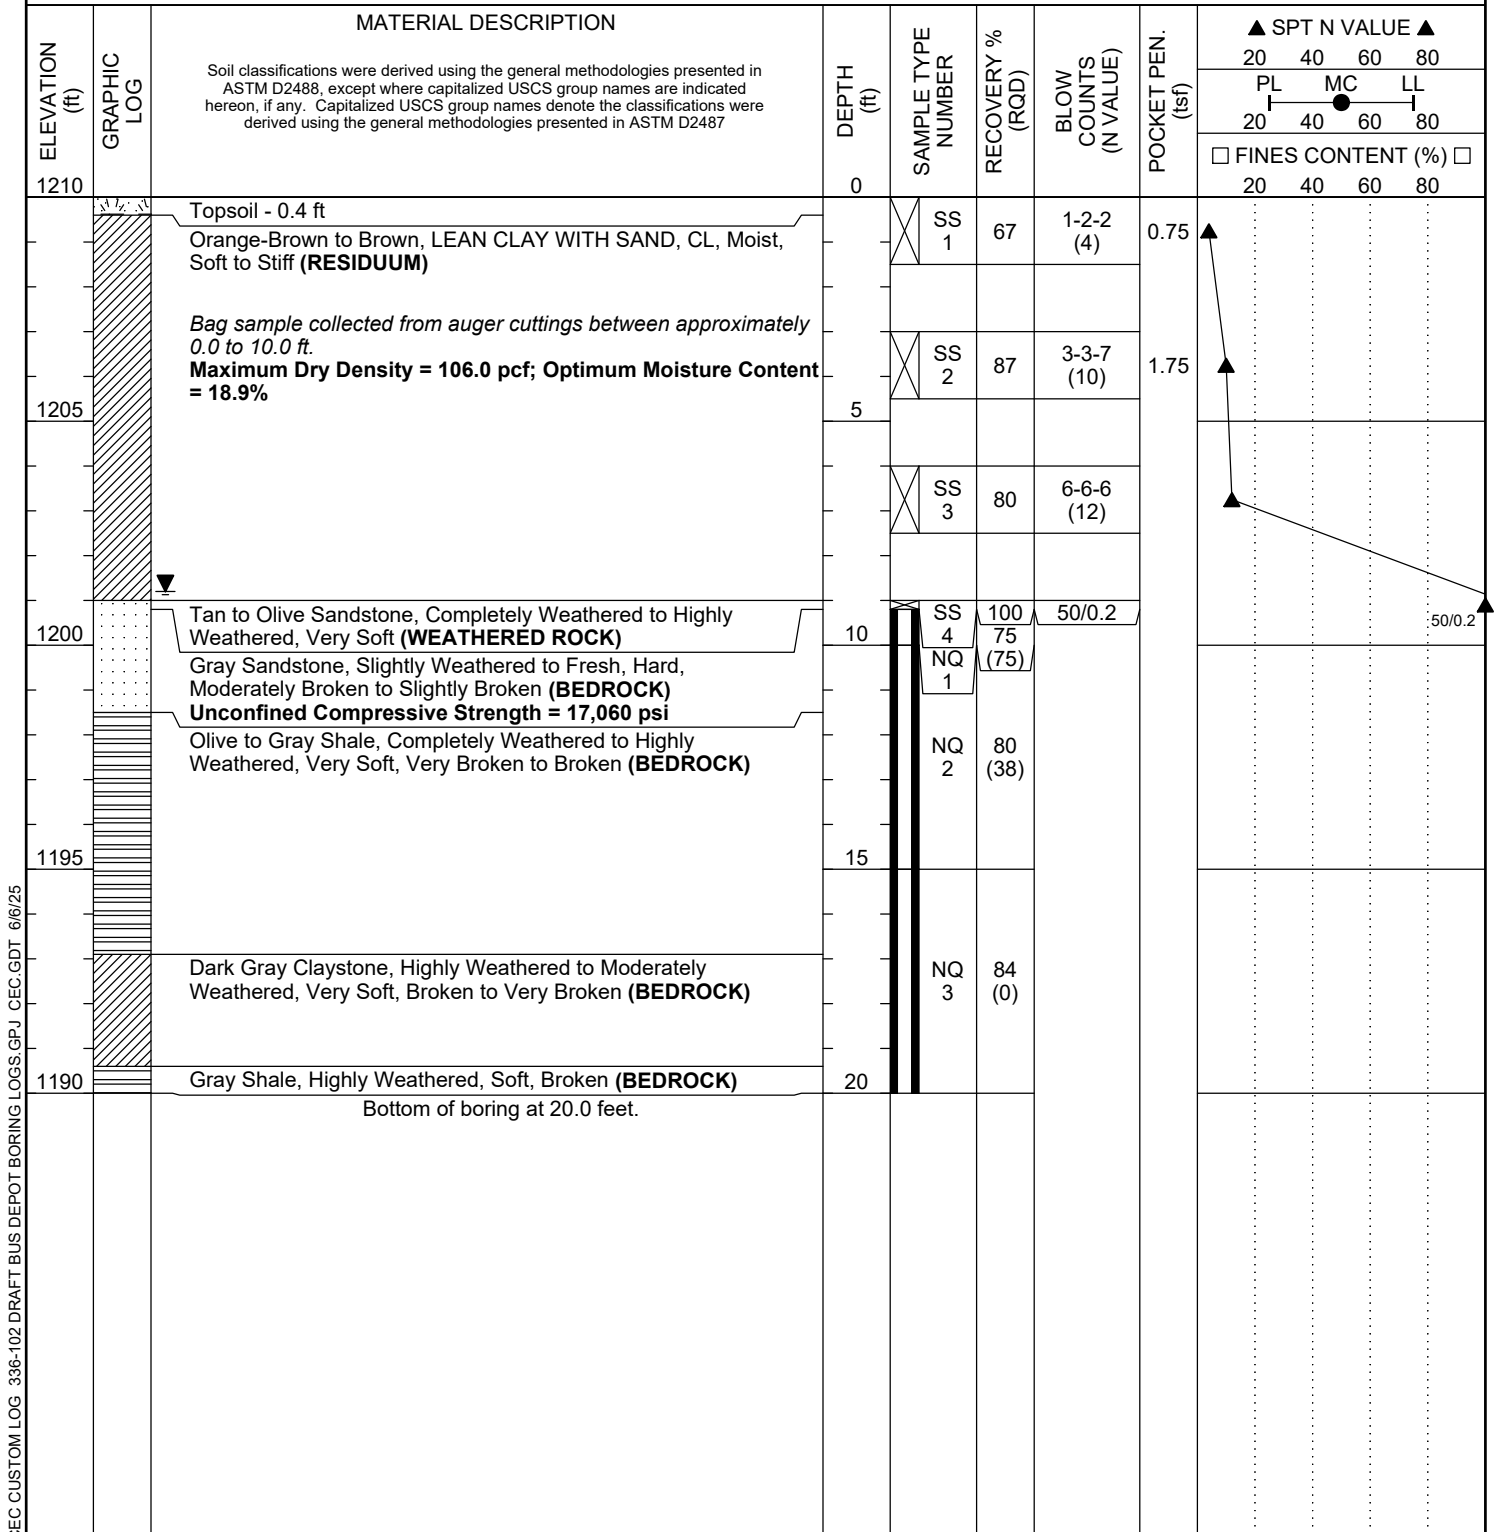 ELEVATION
(ft)
GRAPHIC
LOG
MATERIAL DESCRIPTION
Soil classifications were derived using the general methodologies presented in
ASTM D2488, except where capitalized USCS group names are indicated
hereon, if any. Capitalized USCS group names denote the classifications were
derived using the general methodologies presented in ASTM D2487
DEPTH
(ft)
SAMPLE TYPE
NUMBER
RECOVERY %
(RQD)
BLOW
COUNTS
(N VALUE)
POCKET PEN.
(tsf)
▲ SPT N VALUE ▲
20 40 60 80
PL MC LL
20 40 60 80
□ FINES CONTENT (%) □
20 40 60 80
1210
0
Topsoil - 0.4 ft
Orange-Brown to Brown, LEAN CLAY WITH SAND, CL, Moist,
Soft to Stiff (RESIDUUM)
SS
1
67
1-2-2
(4)
0.75
Bag sample collected from auger cuttings between approximately
0.0 to 10.0 ft.
Maximum Dry Density = 106.0 pcf; Optimum Moisture Content
= 18.9%
SS
2
87
3-3-7
(10)
1.75
1205
5
SS
3
80
6-6-6
(12)
Tan to Olive Sandstone, Completely Weathered to Highly
Weathered, Very Soft (WEATHERED ROCK)
SS
4
100
50/0.2
50/0.2
1200
10
Gray Sandstone, Slightly Weathered to Fresh, Hard,
Moderately Broken to Slightly Broken (BEDROCK)
Unconfined Compressive Strength = 17,060 psi
NQ
1
75
(75)
Olive to Gray Shale, Completely Weathered to Highly
Weathered, Very Soft, Very Broken to Broken (BEDROCK)
NQ
2
80
(38)
1195
15
Dark Gray Claystone, Highly Weathered to Moderately
Weathered, Very Soft, Broken to Very Broken (BEDROCK)
NQ
3
84
(0)
1190
20
Gray Shale, Highly Weathered, Soft, Broken (BEDROCK)
Bottom of boring at 20.0 feet.
CEC CUSTOM LOG 336-102 DRAFT BUS DEPOT BORING LOGS.GPJ CEC.GDT 6/6/25